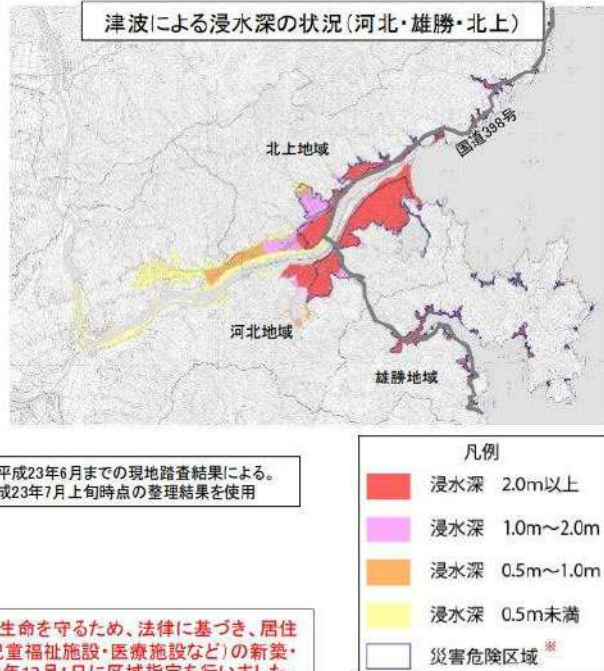 津波による浸水深の状況(河北・雄勝・北上)
国道398号
北上地域
河北地域
雄勝地域
平成23年6月までの現地踏査結果による。
成23年7月上旬時点の整理結果を使用
凡例
浸水深 2.0m以上
浸水深 1.0m～2.0m
浸水深 0.5m～1.0m
浸水深 0.5m未満
災害危険区域※
生命を守るため、法律に基づき、居住
児童福祉施設・医療施設など)の新築・
年12月1日に区域指定を行いました